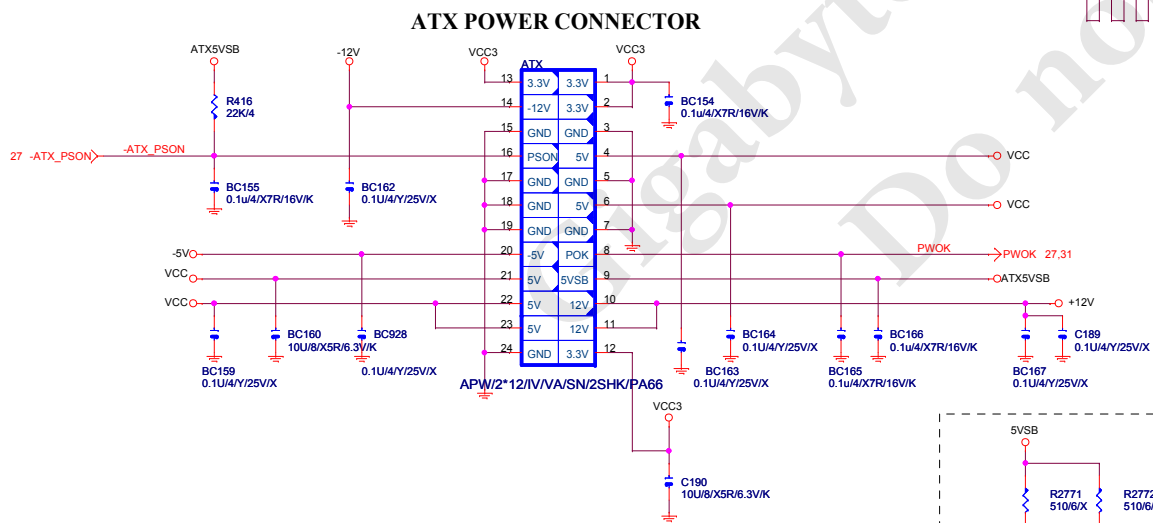 ATX POWER CONNECTOR
ATX5VSB
-12V
VCC3
VCC3
ATX
R416
22K/4
BC154
0.1u/4/X7R/16V/K
27 -ATX_PSON
-ATX_PSON
BC155
0.1u/4/X7R/16V/K
BC162
0.1U/4/Y/25V/X
13 3.3V 3.3V 1
14 -12V 3.3V 2
15 GND GND 3
16 PSON 5V 4
17 GND GND 5
18 GND 5V 6
19 GND GND 7
20 -5V POK 8
21 5V 5VSB 9
22 5V 12V 10
23 5V 12V 11
24 GND 3.3V 12
VCC
VCC
PWOK
PWOK 27,31
ATX5VSB
+12V
-5V
VCC
VCC
BC160
10U/8/X5R/6.3V/K
BC928
0.1U/4/Y/25V/X
BC159
0.1U/4/Y/25V/X
BC164
0.1U/4/Y/25V/X
BC166
0.1u/4/X7R/16V/K
C189
0.1U/4/Y/25V/X
BC163
0.1U/4/Y/25V/X
BC165
0.1u/4/X7R/16V/K
BC167
0.1U/4/Y/25V/X
APW/2*12/IV/VA/SN/2SHK/PA66
VCC3
C190
10U/8/X5R/6.3V/K
5VSB
R2771
510/6/X
R2772
510/6/
Gigabyt
Do no